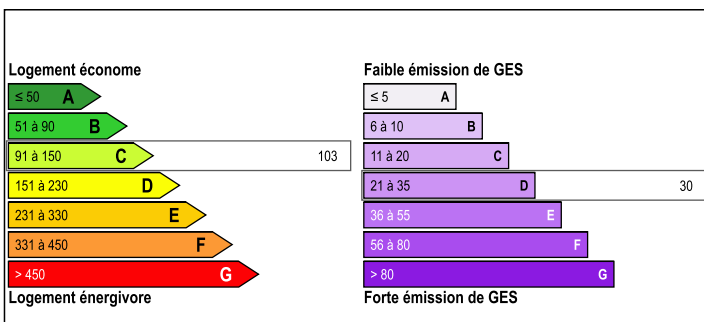 Logement économe
≤ 50 A
51 à 90 B
91 à 150 C 103
151 à 230 D
231 à 330 E
331 à 450 F
> 450 G
Logement énergivore
Faible émission de GES
≤ 5 A
6 à 10 B
11 à 20 C
21 à 35 D 30
36 à 55 E
56 à 80 F
> 80 G
Forte émission de GES